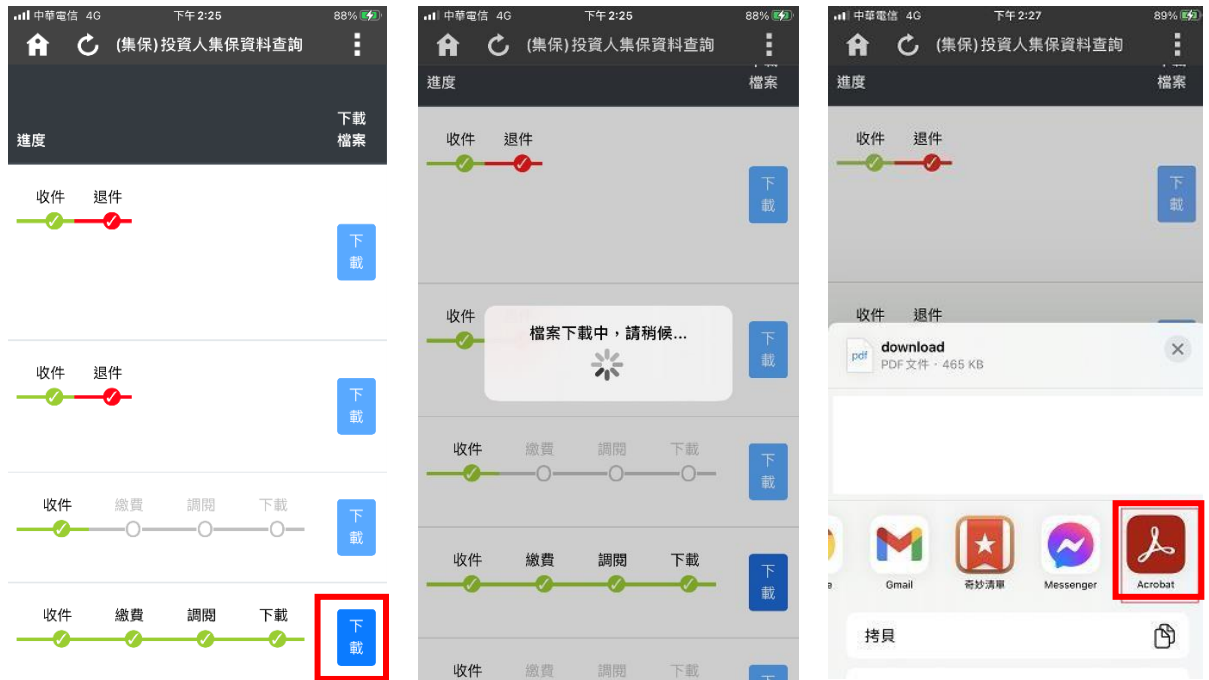 中華電信 4G 下午 2:25 88%
(集保)投資人集保資料查詢
下載
進度 檔案
收件 退件
下
載
收件 退件
下
載
收件 繳費 調閱 下載
下
載
收件 繳費 調閱 下載
下
載
中華電信 4G 下午 2:25 88%
(集保)投資人集保資料查詢
進度 檔案
收件 退件
下
載
收件
檔案下載中，請稍候...
下
載
收件 繳費 調閱 下載
下
載
收件 繳費 調閱 下載
下
載
收件 繳費 調閱 下載
中華電信 4G 下午 2:27 89%
(集保)投資人集保資料查詢
進度 檔案
收件 退件
下
載
收件 退件
pdf
download
PDF文件 · 465 KB
Gmail 奇妙清單 Messenger Acrobat
拷貝